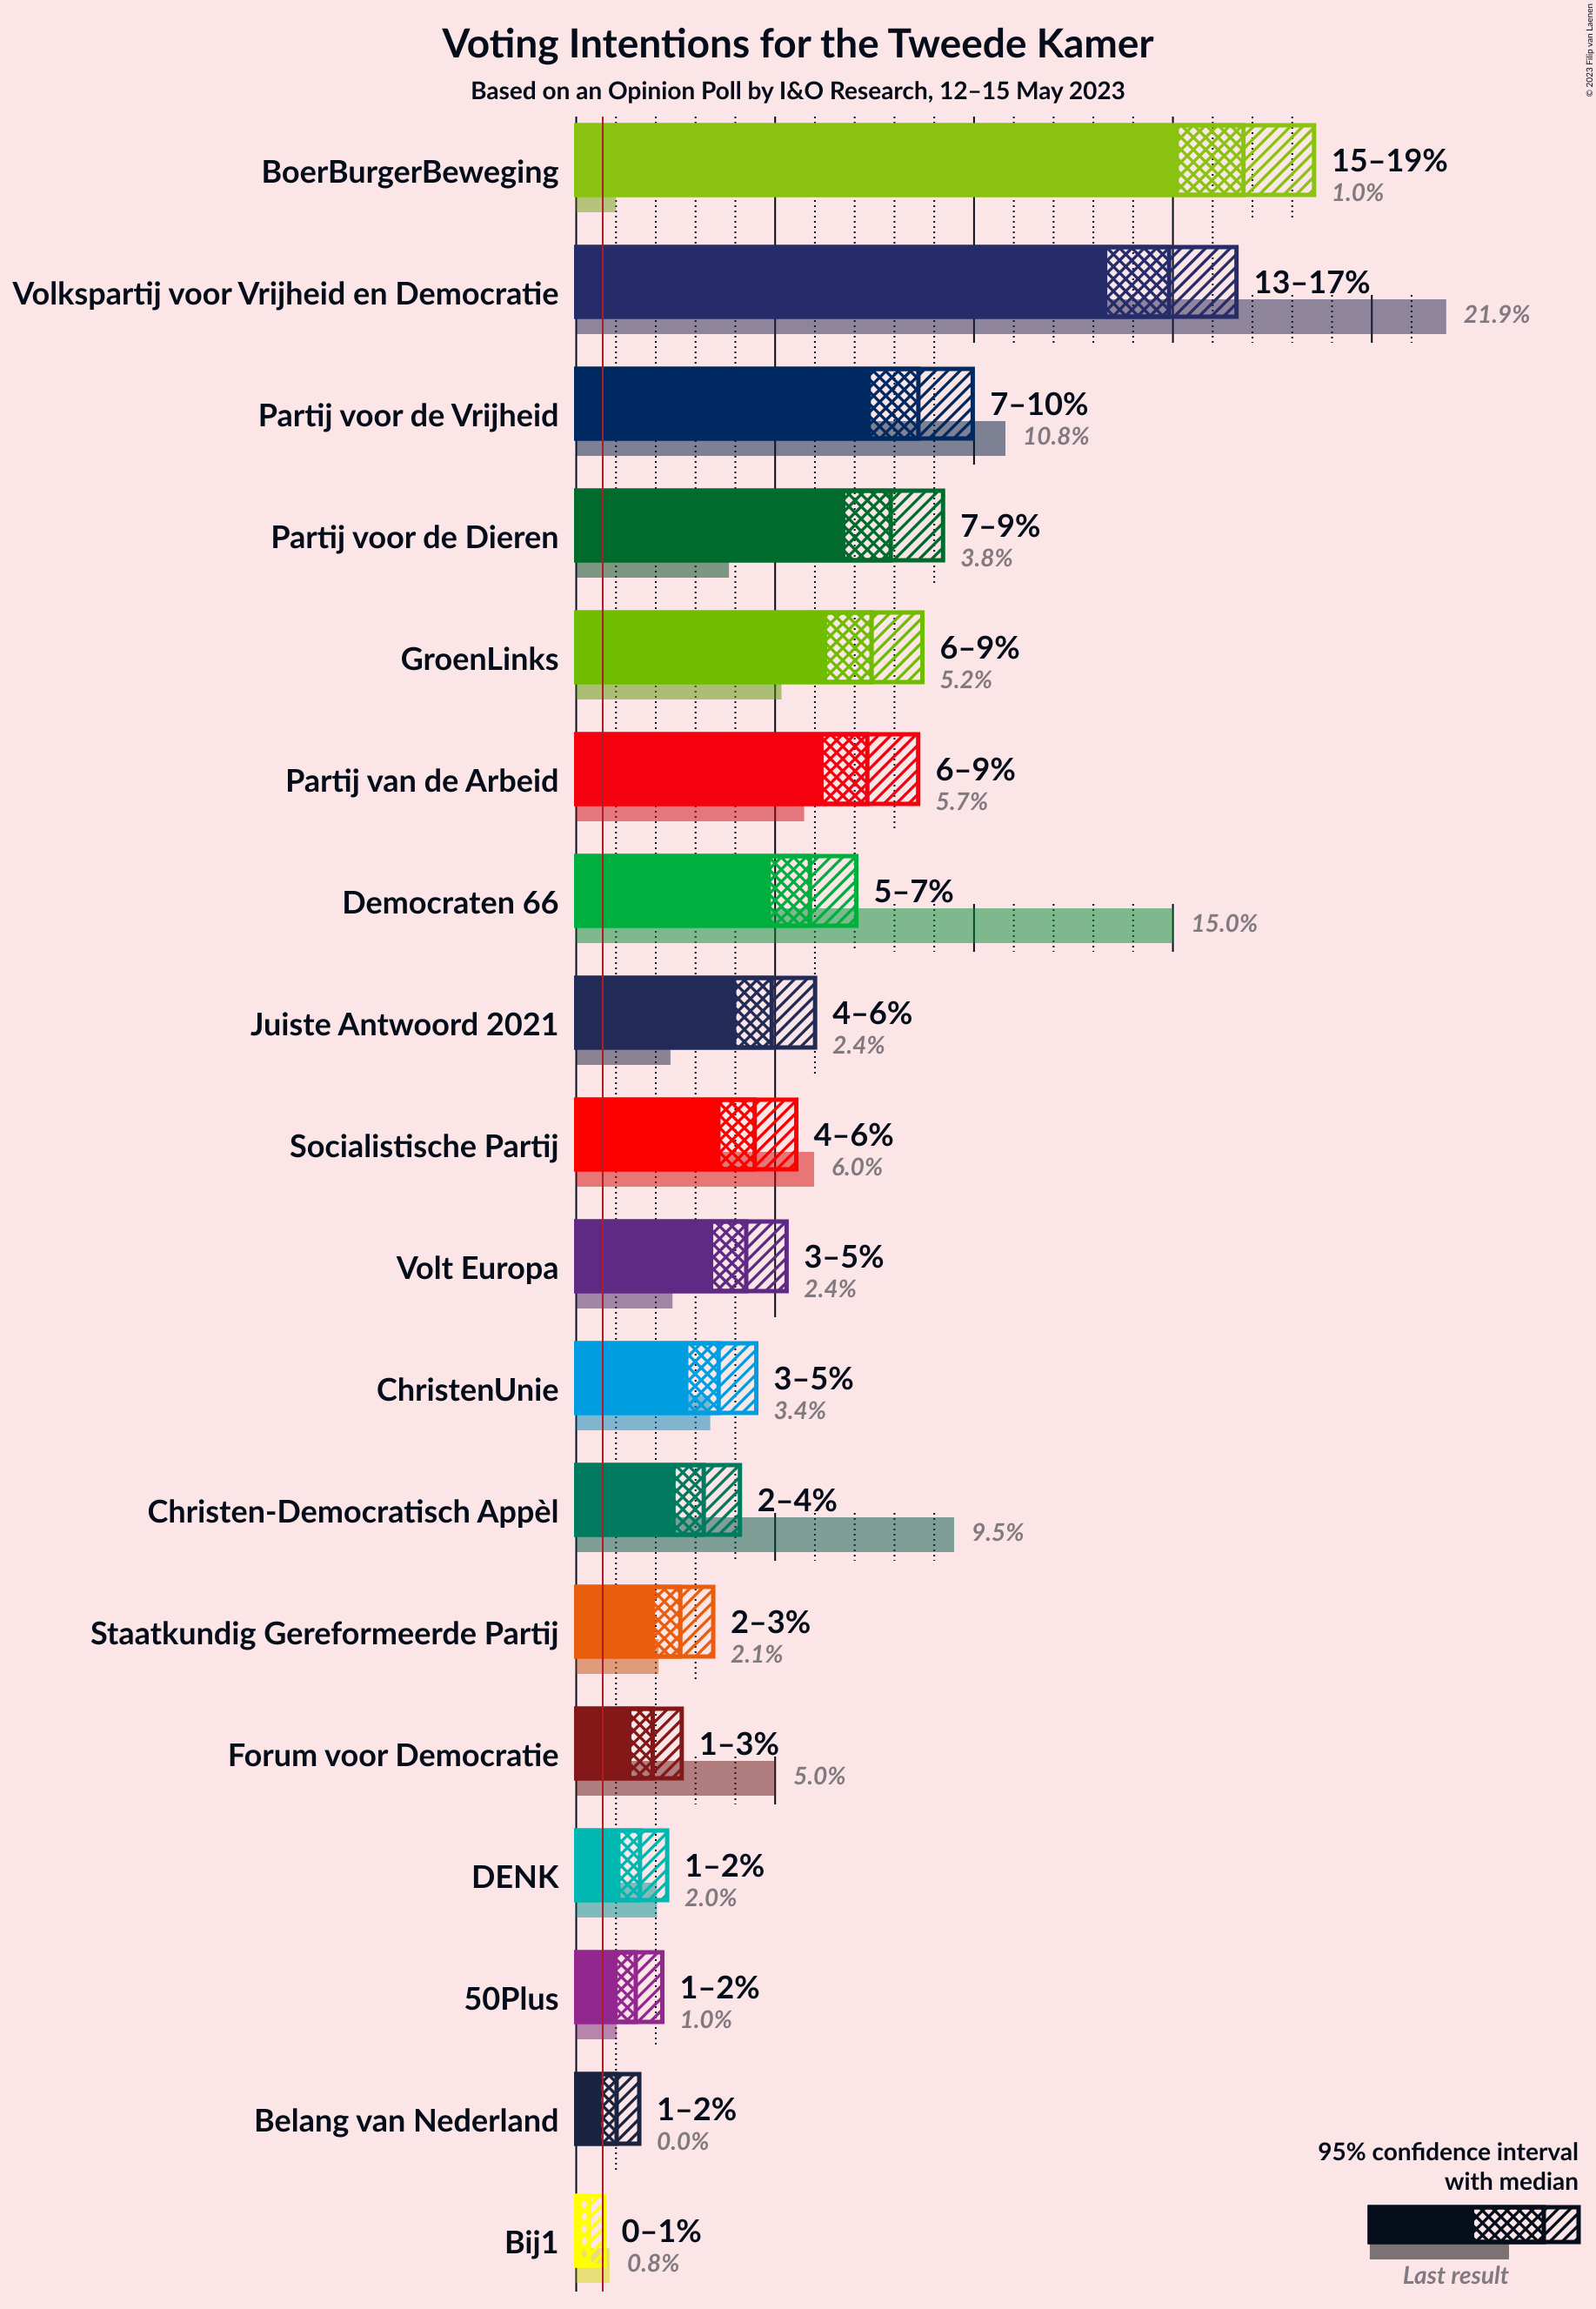 Voting Intentions for the Tweede Kamer
Based on an Opinion Poll by I&O Research, 12–15 May 2023
© 2023 Filip van Laenen
BoerBurgerBeweging
15–19%
1.0%
Volkspartij voor Vrijheid en Democratie
13–17%
21.9%
Partij voor de Vrijheid
7–10%
10.8%
Partij voor de Dieren
7–9%
3.8%
GroenLinks
6–9%
5.2%
Partij van de Arbeid
6–9%
5.7%
Democraten 66
5–7%
15.0%
Juiste Antwoord 2021
4–6%
2.4%
Socialistische Partij
4–6%
6.0%
Volt Europa
3–5%
2.4%
ChristenUnie
3–5%
3.4%
Christen-Democratisch Appèl
2–4%
9.5%
Staatkundig Gereformeerde Partij
2–3%
2.1%
Forum voor Democratie
1–3%
5.0%
DENK
1–2%
2.0%
50Plus
1–2%
1.0%
Belang van Nederland
1–2%
0.0%
Bij1
0–1%
0.8%
95% confidence interval
with median
Last result